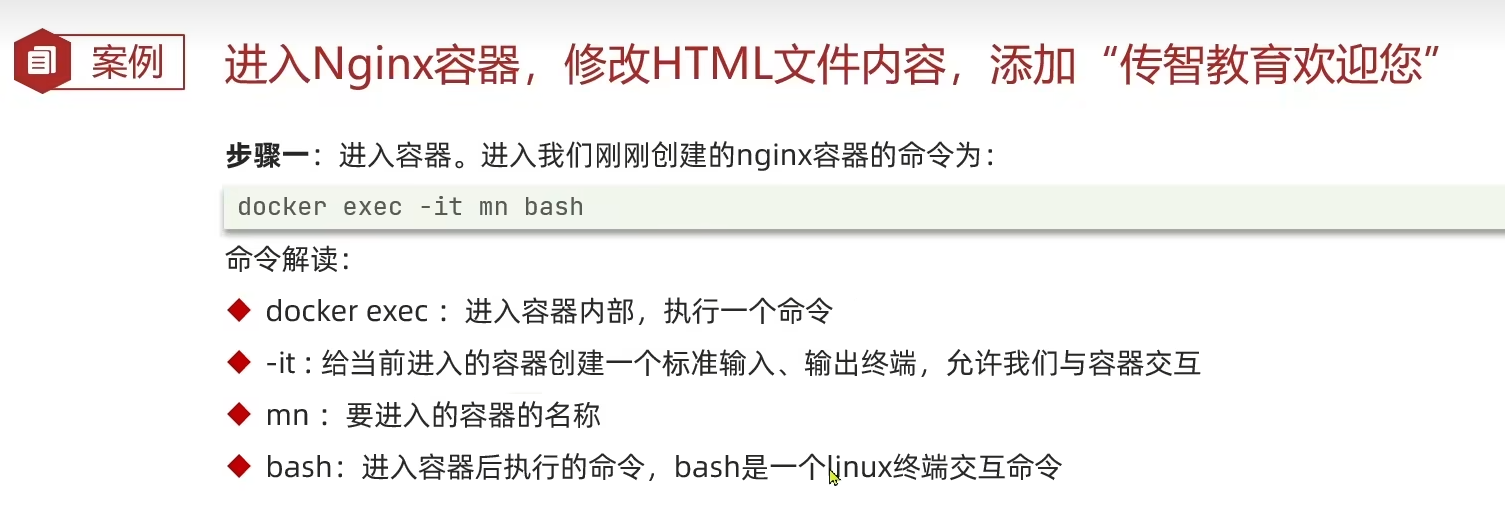 案例
进入Nginx容器，修改HTML文件内容，添加“传智教育欢迎您”
步骤一：进入容器。进入我们刚刚创建的nginx容器的命令为：
docker exec -it mn bash
命令解读：
docker exec ：进入容器内部，执行一个命令
-it : 给当前进入的容器创建一个标准输入、输出终端，允许我们与容器交互
mn ：要进入的容器的名称
bash：进入容器后执行的命令，bash是一个linux终端交互命令